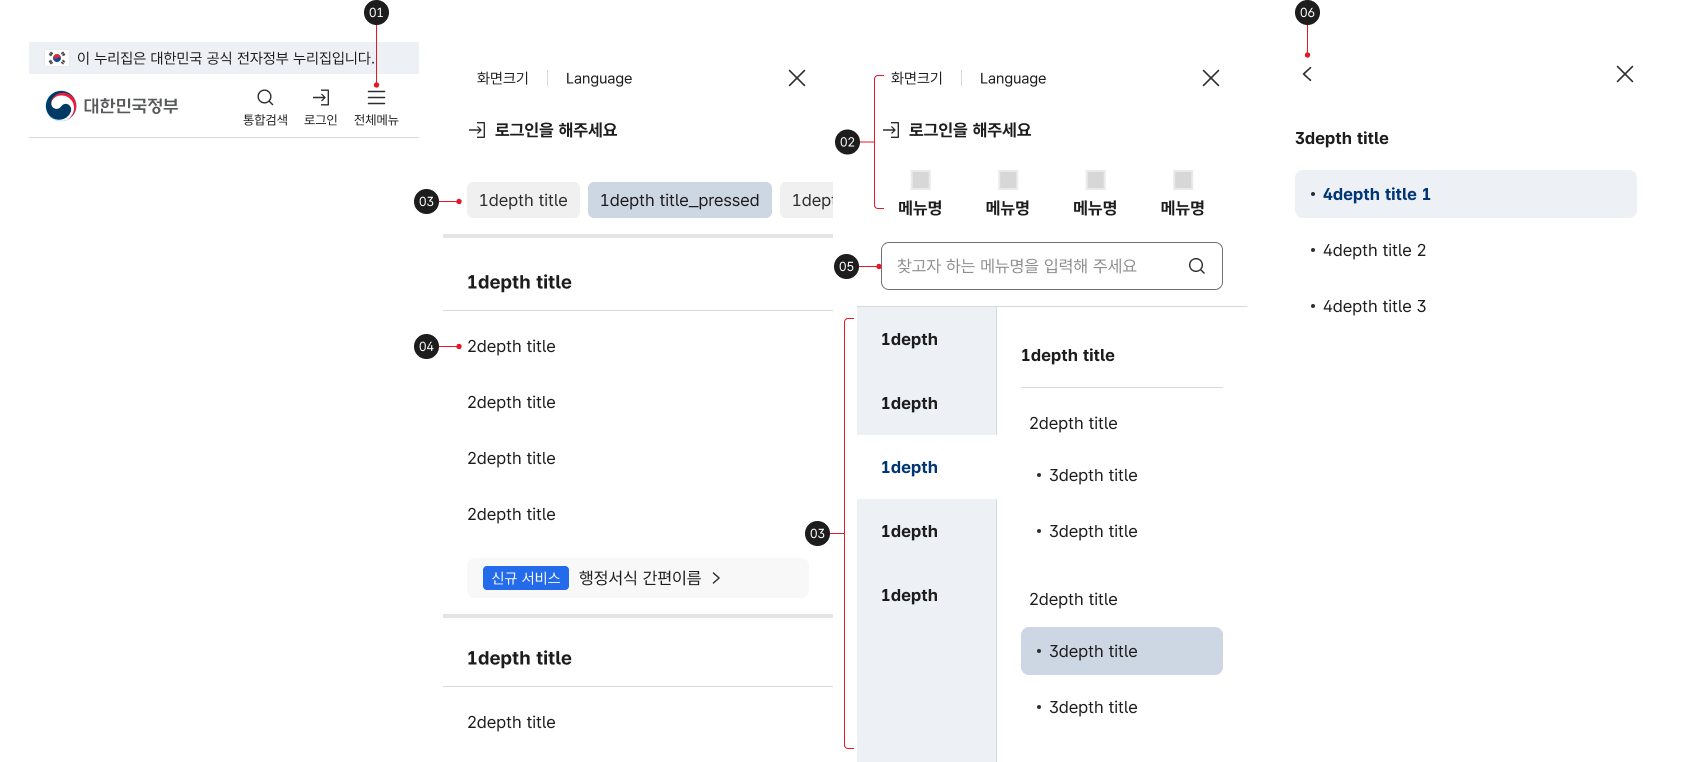 01
이 누리집은 대한민국 공식 전자정부 누리집입니다.
대한민국정부
통합검색 로그인 전체메뉴
화면크기 Language
로그인을 해주세요
03
1depth title 1depth title_pressed 1dept
1depth title
04
2depth title
2depth title
2depth title
2depth title
신규 서비스 행정서식 간편이름
1depth title
2depth title
화면크기 Language
02
로그인을 해주세요
메뉴명 메뉴명 메뉴명 메뉴명
05
찾고자 하는 메뉴명을 입력해 주세요
03
1depth
1depth
1depth
1depth
1depth
1depth title
2depth title
• 3depth title
• 3depth title
2depth title
• 3depth title
• 3depth title
06
3depth title
• 4depth title 1
• 4depth title 2
• 4depth title 3